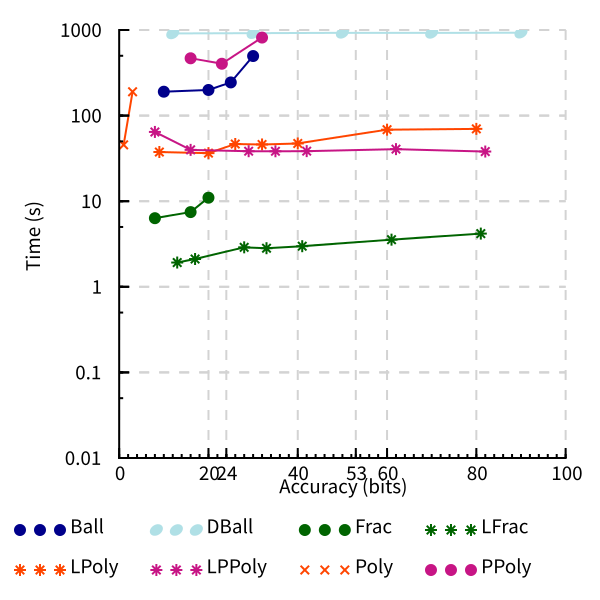 1000
100
10
1
0.1
0.01
Time (s)
0 20 24 40 53 60 80 100
Accuracy (bits)
Ball DBall Frac LFrac
LPoly LPPoly Poly PPoly